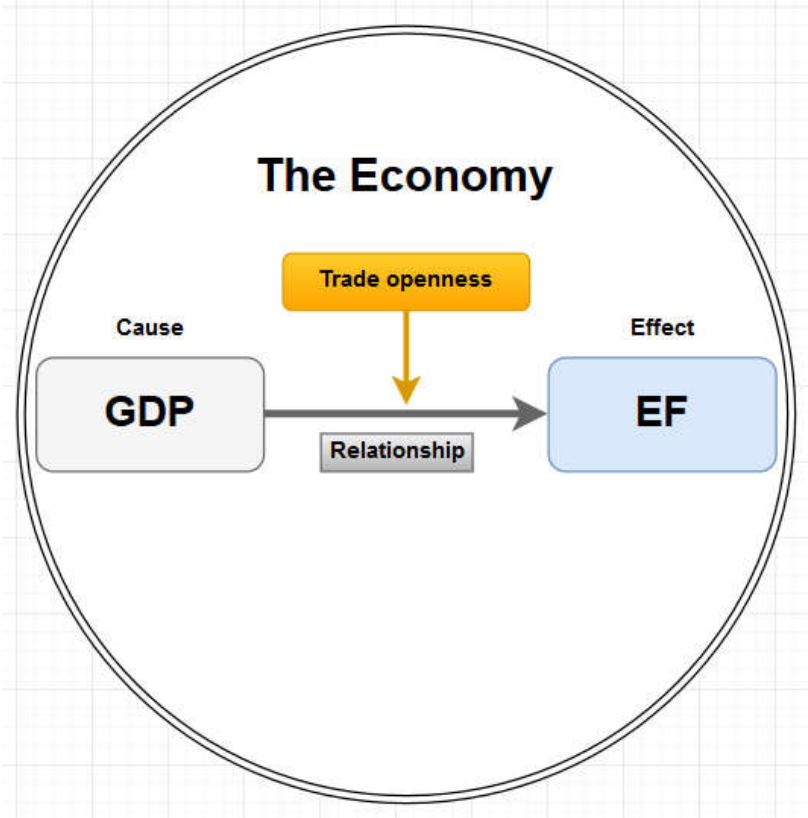 The Economy
Trade openness
Cause
Effect
GDP
EF
Relationship